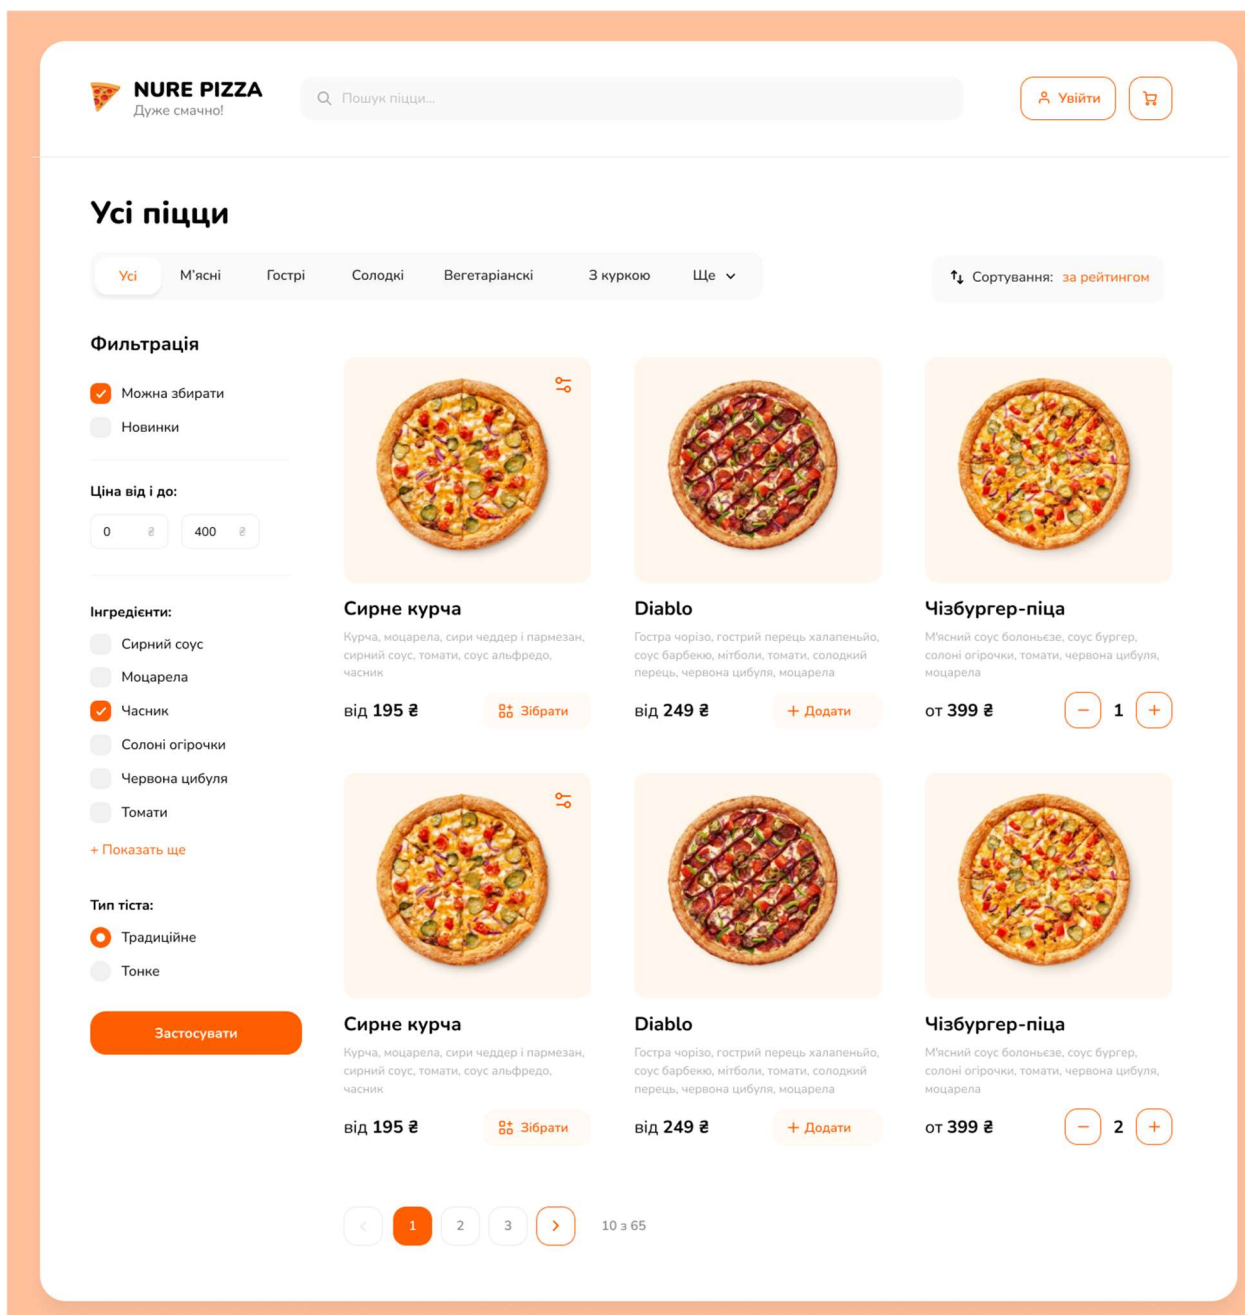 NURE PIZZA
Дуже смачно!
Пошук піцци...
Увійти
Усі піцци
Усі
М'ясні
Гострі
Солодкі
Вегетаріанскі
З куркою
Ще
Сортування: за рейтингом
Фильтрація
Можна збирати
Новинки
Ціна від і до:
0 ₴
400 ₴
Інгредієнти:
Сирний соус
Моцарела
Часник
Солоні огірочки
Червона цибуля
Томати
+ Показать ще
Тип тіста:
Традиційне
Тонке
Застосувати
Сирне курча
Курча, моцарела, сири чеддер і пармезан,
сирний соус, томати, соус альфредо,
часник
від 195 ₴
Зібрати
Diablo
Гостра чорізо, гострий перець халапеньйо,
соус барбекю, мітболи, томати, солодкий
перець, червона цибуля, моцарела
від 249 ₴
+ Додати
Чізбургер-піца
М'ясний соус болоньєзе, соус бургер,
солоні огірочки, томати, червона цибуля,
моцарела
от 399 ₴
− 1 +
Сирне курча
Курча, моцарела, сири чеддер і пармезан,
сирний соус, томати, соус альфредо,
часник
від 195 ₴
Зібрати
Diablo
Гостра чорізо, гострий перець халапеньйо,
соус барбекю, мітболи, томати, солодкий
перець, червона цибуля, моцарела
від 249 ₴
+ Додати
Чізбургер-піца
М'ясний соус болоньєзе, соус бургер,
солоні огірочки, томати, червона цибуля,
моцарела
от 399 ₴
− 2 +
1 2 3
10 з 65